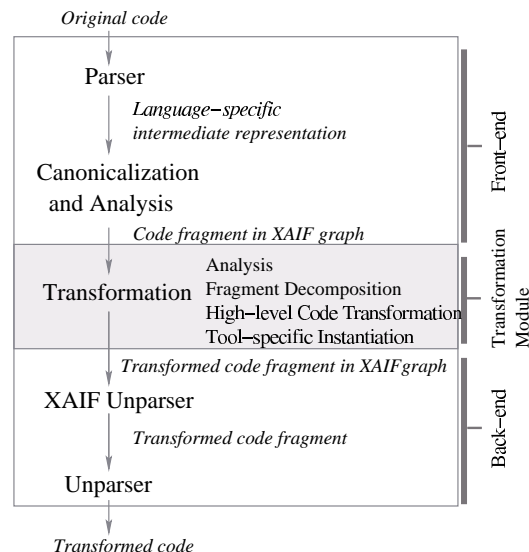 Original code
Parser
Language-specific
intermediate representation
Canonicalization
and Analysis
Code fragment in XAIF graph
Front-end
Transformation
Analysis
Fragment Decomposition
High-level Code Transformation
Tool-specific Instantiation
Transformation
Module
Transformed code fragment in XAIF graph
XAIF Unparser
Transformed code fragment
Unparser
Back-end
Transformed code